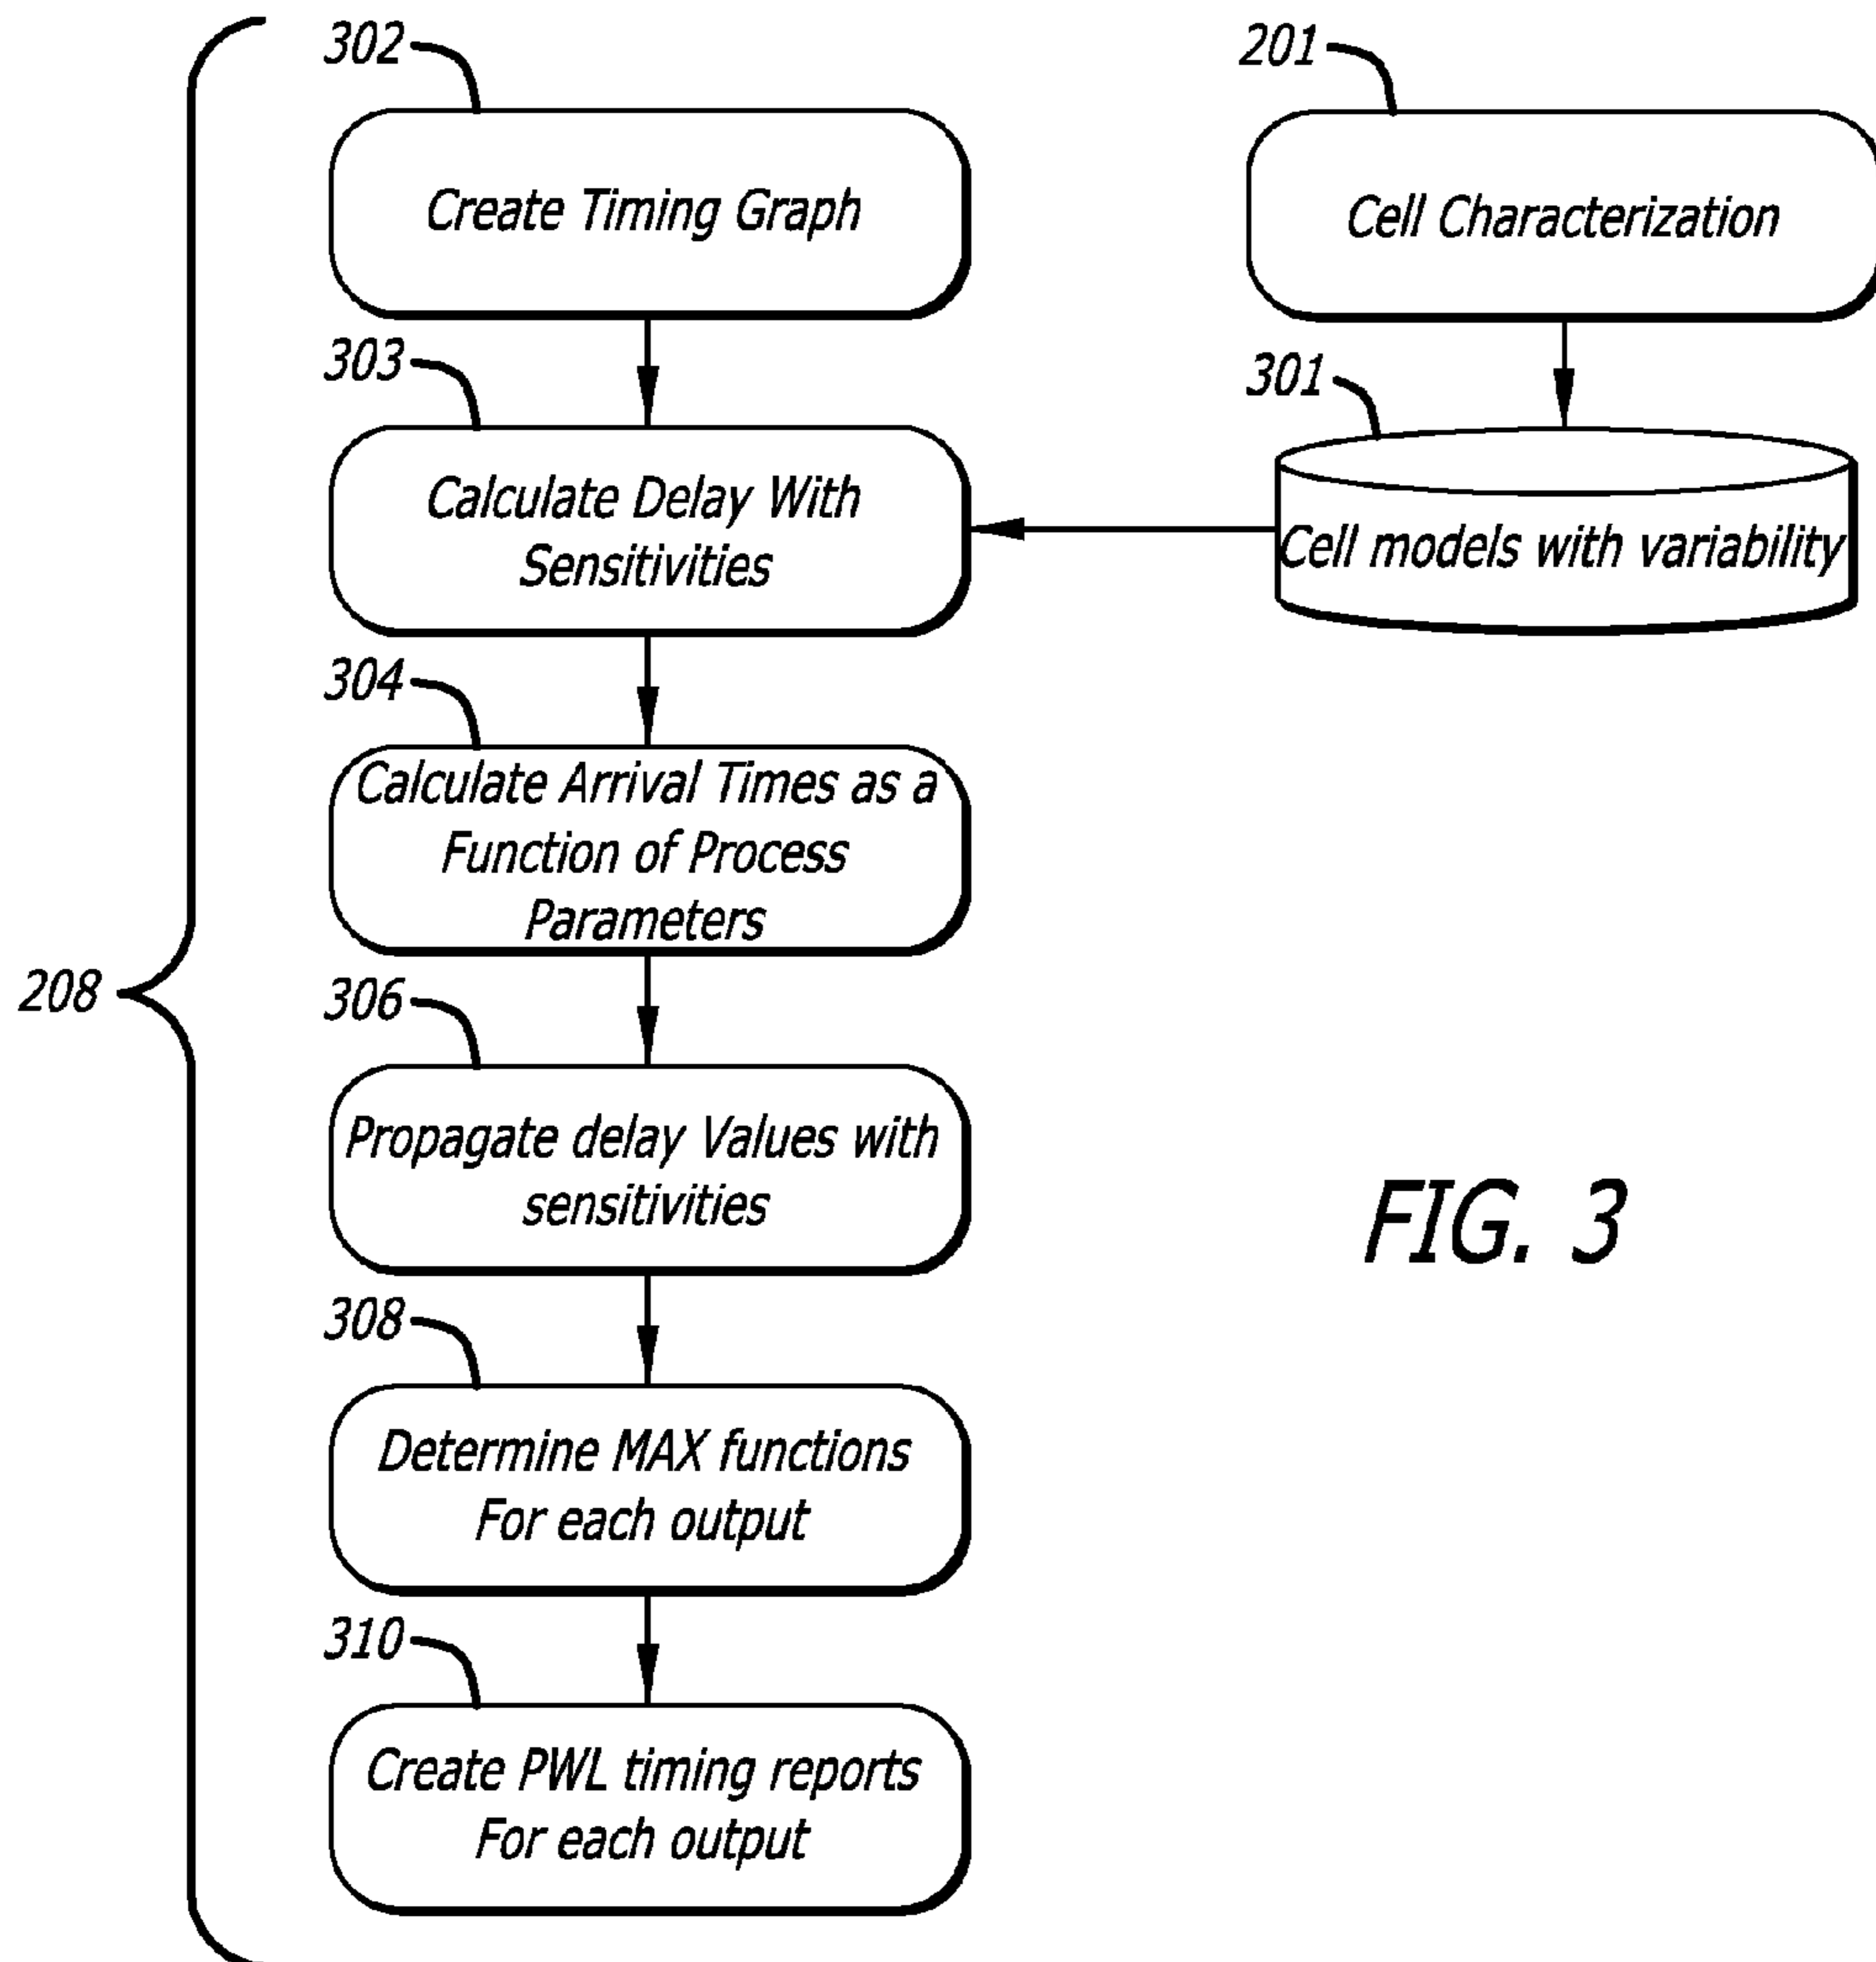 302
Create Timing Graph
201
Cell Characterization
303
Calculate Delay With
Sensitivities
301
Cell models with variability
304
Calculate Arrival Times as a
Function of Process
Parameters
208
306
Propagate delay Values with
sensitivities
308
Determine MAX functions
For each output
310
Create PWL timing reports
For each output
FIG. 3